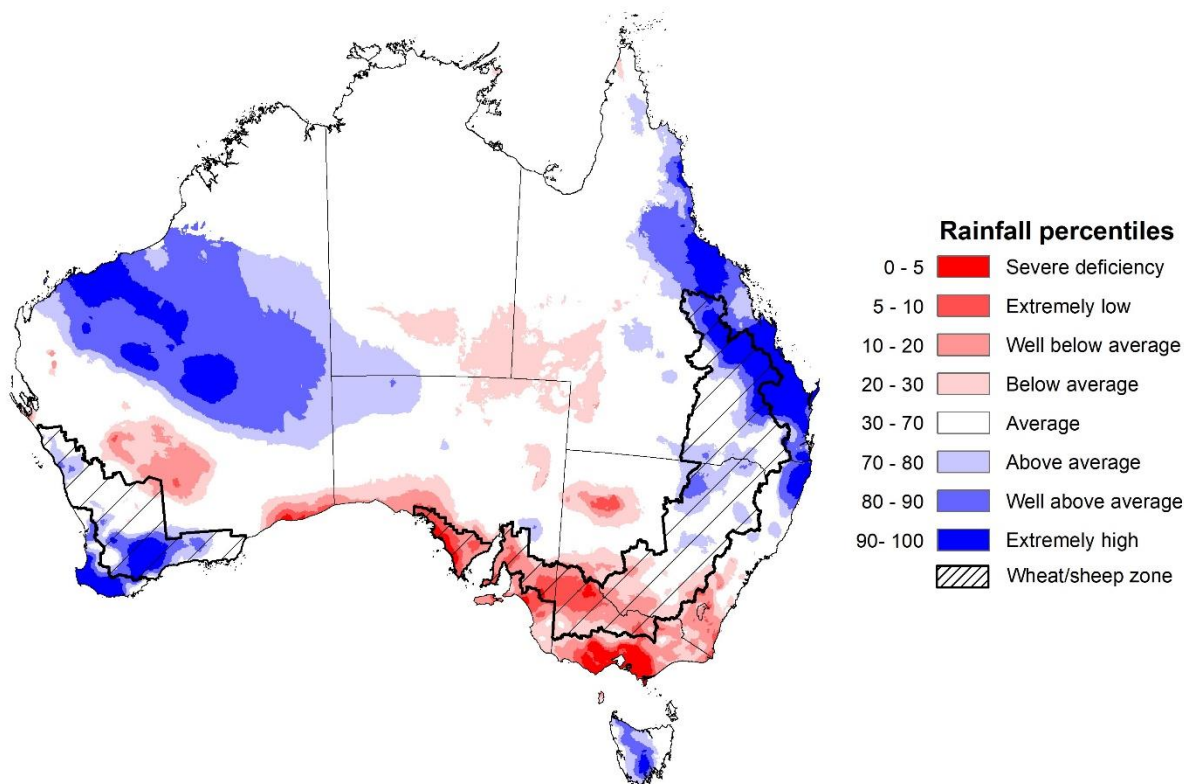 Rainfall percentiles
0 - 5 Severe deficiency
5 - 10 Extremely low
10 - 20 Well below average
20 - 30 Below average
30 - 70 Average
70 - 80 Above average
80 - 90 Well above average
90- 100 Extremely high
Wheat/sheep zone